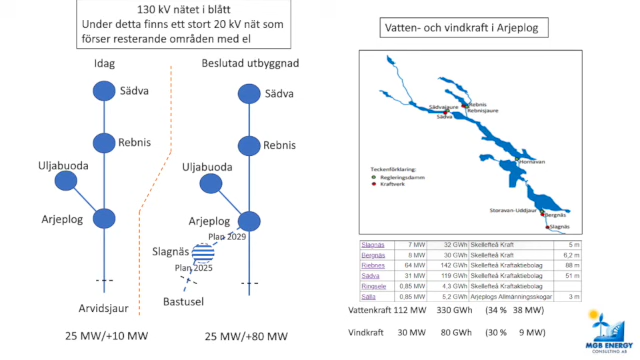 130 kV nätet i blått
Under detta finns ett stort 20 kV nät som
förser resterande områden med el
Idag
Sädva
Rebnis
Uljabuoda
Arjeplog
Arvidsjaur
25 MW/+10 MW
Beslutad utbyggnad
Sädva
Rebnis
Uljabuoda
Arjeplog
Plan 2029
Slagnäs
Plan 2025
Bastusel
25 MW/+80 MW
Vatten- och vindkraft i Arjeplog
Sädvajaure
Sädva
Rebnis
Rebnisjaure
Hornavan
Storavan-Uddjaur
Bergnäs
Slagnäs
Teckenförklaring:
Regleringsdamm
Kraftverk
Slagnäs 7 MW 32 GWh Skellefteå Kraft 5 m
Bergnäs 8 MW 30 GWh Skellefteå Kraft 6,2 m
Riebnes 64 MW 142 GWh Skellefteå Kraftaktiebolag 88 m
Sädva 31 MW 119 GWh Skellefteå Kraftaktiebolag 51 m
Ringsele 0,85 MW 4,3 GWh Skellefteå Kraftaktiebolag
Sälla 0,85 MW 5,2 GWh Arjeplogs Allmänningsskogar 3 m
Vattenkraft 112 MW 330 GWh (34 % 38 MW)
Vindkraft 30 MW 80 GWh (30 % 9 MW)
MGB ENERGY
CONSULTING AB